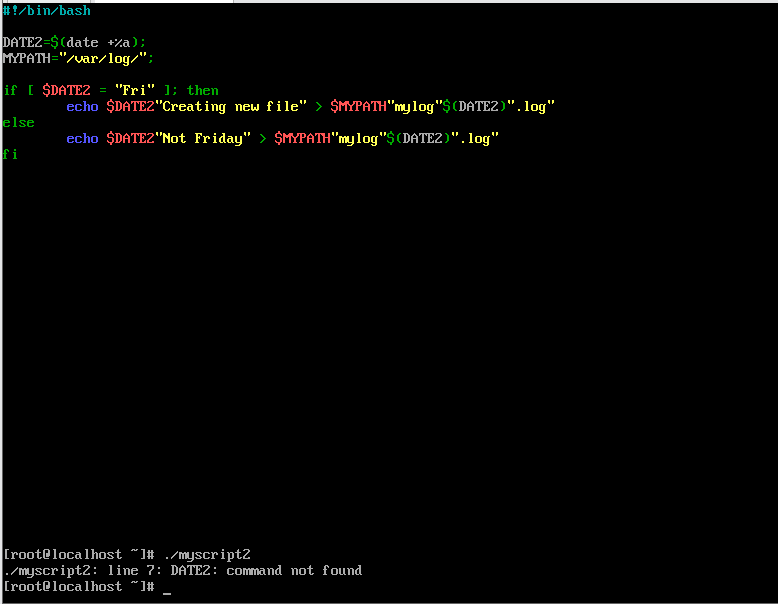 #!/bin/bash
DATE2=$(date +%a);
MYPATH="/var/log/";
if [ $DATE2 = "Fri" ]; then
echo $DATE2"Creating new file" > $MYPATH"mylog"$(DATE2)".log"
else
echo $DATE2"Not Friday" > $MYPATH"mylog"$(DATE2)".log"
fi
[root@localhost ~]# ./myscript2
./myscript2: line 7: DATE2: command not found
[root@localhost ~]# _